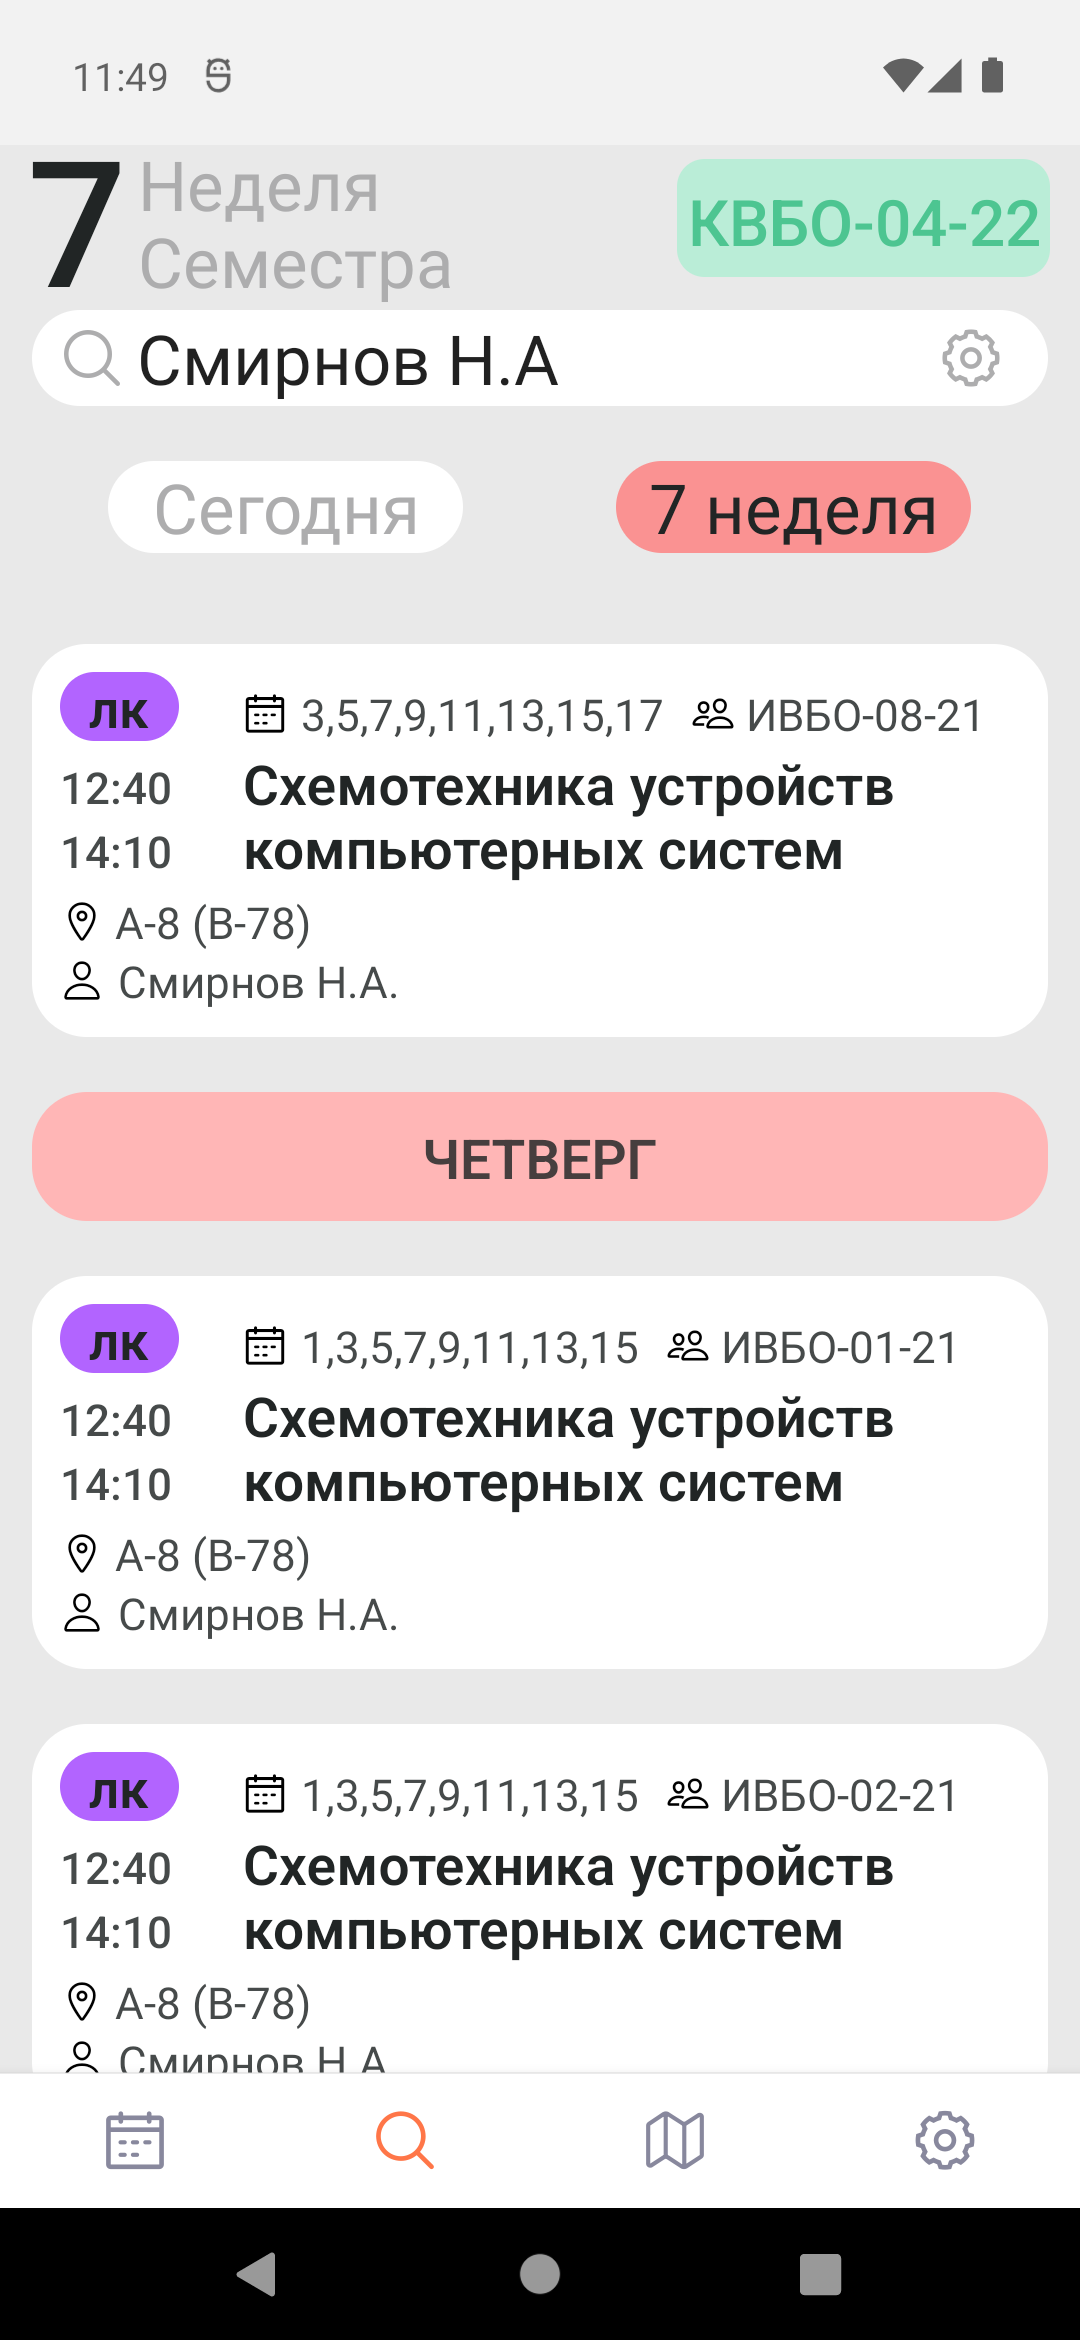 11:49
7
Неделя
Семестра
КВБО-04-22
Смирнов Н.А
Сегодня
7 неделя
лк
3,5,7,9,11,13,15,17
ИВБО-08-21
12:40
14:10
Схемотехника устройств
компьютерных систем
А-8 (В-78)
Смирнов Н.А.
ЧЕТВЕРГ
лк
1,3,5,7,9,11,13,15
ИВБО-01-21
12:40
14:10
Схемотехника устройств
компьютерных систем
А-8 (В-78)
Смирнов Н.А.
лк
1,3,5,7,9,11,13,15
ИВБО-02-21
12:40
14:10
Схемотехника устройств
компьютерных систем
А-8 (В-78)
Смирнов Н.А